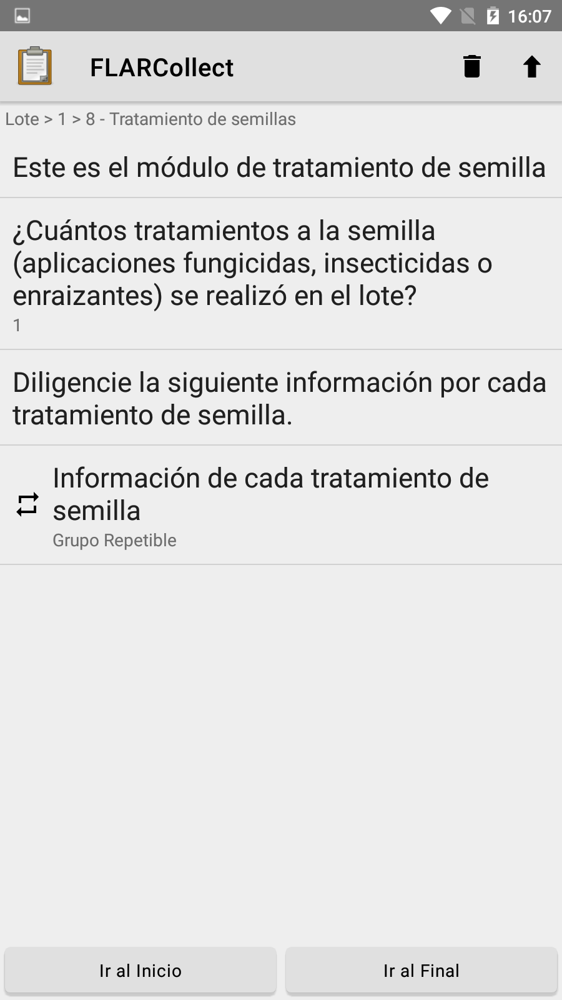 16:07
FLARCollect
Lote > 1 > 8 - Tratamiento de semillas
Este es el módulo de tratamiento de semilla
¿Cuántos tratamientos a la semilla
(aplicaciones fungicidas, insecticidas o
enraizantes) se realizó en el lote?
1
Diligencie la siguiente información por cada
tratamiento de semilla.
Información de cada tratamiento de
semilla
Grupo Repetible
Ir al Inicio
Ir al Final